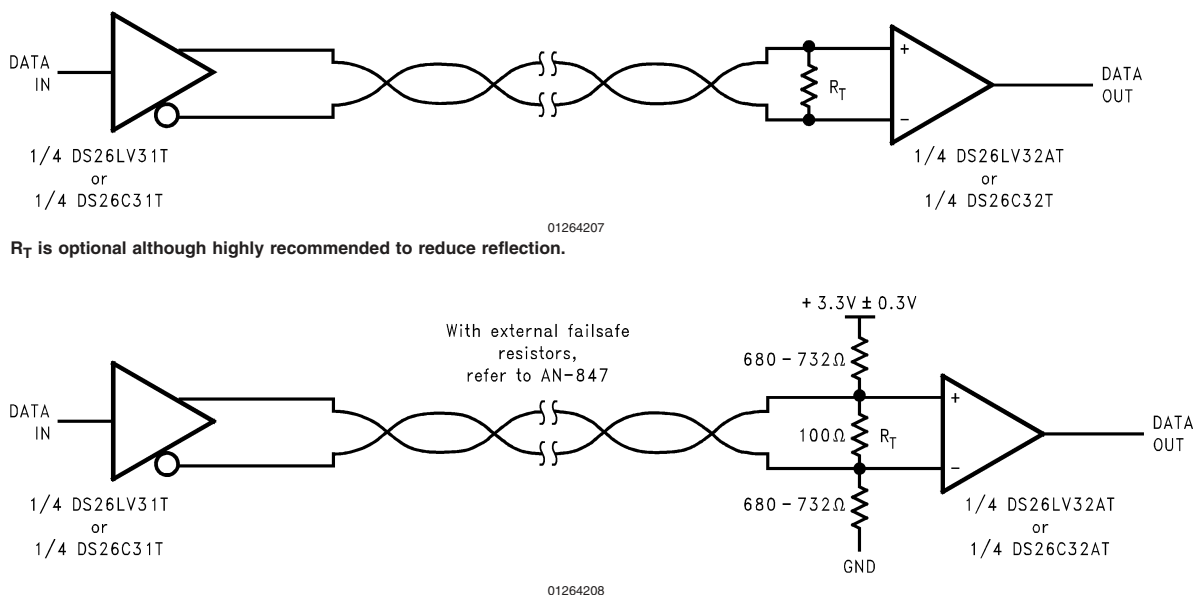 DATA
IN
+
−
R_T
DATA
OUT
1/4 DS26LV31T
or
1/4 DS26C31T
1/4 DS26LV32AT
or
1/4 DS26C32T
01264207
R_T is optional although highly recommended to reduce reflection.
+ 3.3V ± 0.3V
With external failsafe
resistors,
refer to AN-847
680 - 732Ω
DATA
IN
+
100Ω
R_T
−
DATA
OUT
680 - 732Ω
1/4 DS26LV31T
or
1/4 DS26C31T
1/4 DS26LV32AT
or
1/4 DS26C32AT
GND
01264208